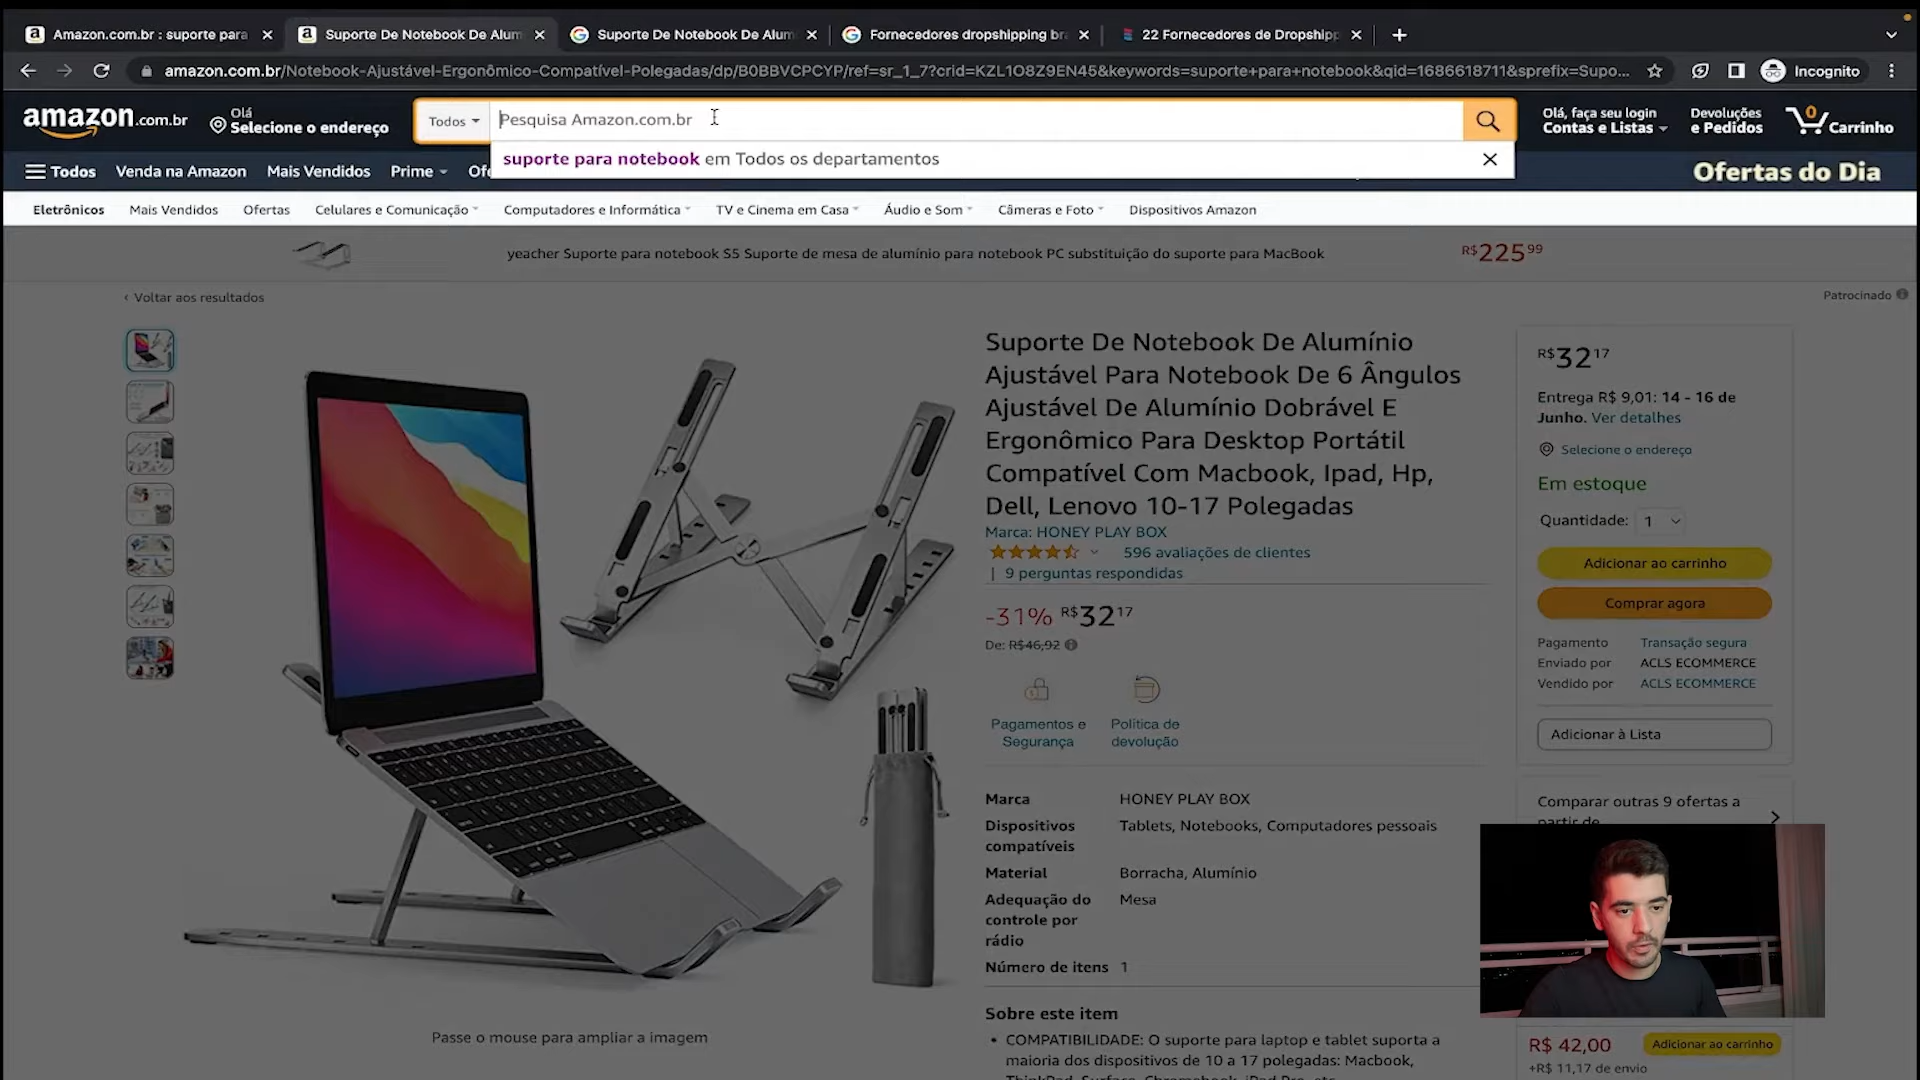 Amazon.com.br : suporte para
Suporte De Notebook De Alum
Suporte De Notebook De Alum
Fornecedores dropshipping br
22 Fornecedores de Dropship
amazon.com.br/Notebook-Ajustável-Ergonômico-Compatível-Polegadas/dp/B0BBVCPCYP/ref=sr_1_7?crid=KZL1O8Z9EN45&keywords=suporte+para+notebook&qid=1686618711&sprefix=Supo...
Incognito
amazon.com.br
Olá
Selecione o endereço
Todos
Pesquisa Amazon.com.br
Olá, faça seu login
Contas e Listas
Devoluções
e Pedidos
0
Carrinho
suporte para notebook em Todos os departamentos
Todos
Venda na Amazon
Mais Vendidos
Prime
Ofertas do Dia
Eletrônicos
Mais Vendidos
Ofertas
Celulares e Comunicação
Computadores e Informática
TV e Cinema em Casa
Áudio e Som
Câmeras e Foto
Dispositivos Amazon
yeacher Suporte para notebook S5 Suporte de mesa de alumínio para notebook PC substituição do suporte para MacBook
R$22599
Patrocinado
‹ Voltar aos resultados
Suporte De Notebook De Alumínio
Ajustável Para Notebook De 6 Ângulos
Ajustável De Alumínio Dobrável E
Ergonômico Para Desktop Portátil
Compatível Com Macbook, Ipad, Hp,
Dell, Lenovo 10-17 Polegadas
Marca: HONEY PLAY BOX
596 avaliações de clientes
| 9 perguntas respondidas
-31% R$3217
De: R$46,92
Pagamentos e
Segurança
Política de
devolução
Marca HONEY PLAY BOX
Dispositivos
compatíveis
Tablets, Notebooks, Computadores pessoais
Material Borracha, Alumínio
Adequação do
controle por
rádio
Mesa
Número de itens 1
Sobre este item
• COMPATIBILIDADE: O suporte para laptop e tablet suporta a
maioria dos dispositivos de 10 a 17 polegadas: Macbook,
ThinkPad, Surface, Chromebook, iPad Pro, etc.
Passe o mouse para ampliar a imagem
R$3217
Entrega R$ 9,01: 14 - 16 de
Junho. Ver detalhes
Selecione o endereço
Em estoque
Quantidade: 1
Adicionar ao carrinho
Comprar agora
Pagamento Transação segura
Enviado por ACLS ECOMMERCE
Vendido por ACLS ECOMMERCE
Adicionar à Lista
Comparar outras 9 ofertas a
partir de
R$ 42,00
Adicionar ao carrinho
+R$ 11,17 de envio